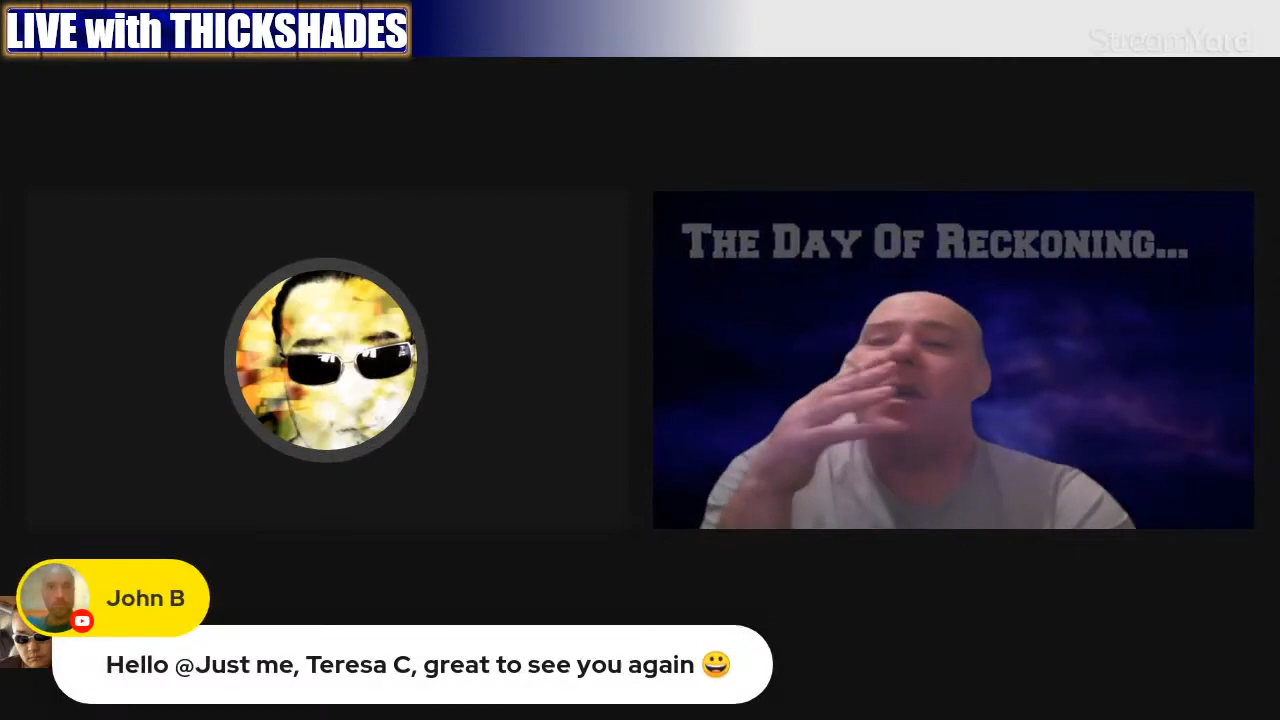 LIVE with THICKSHADES
StreamYard
THE DAY OF RECKONING...
John B
Hello @Just me, Teresa C, great to see you again 😀